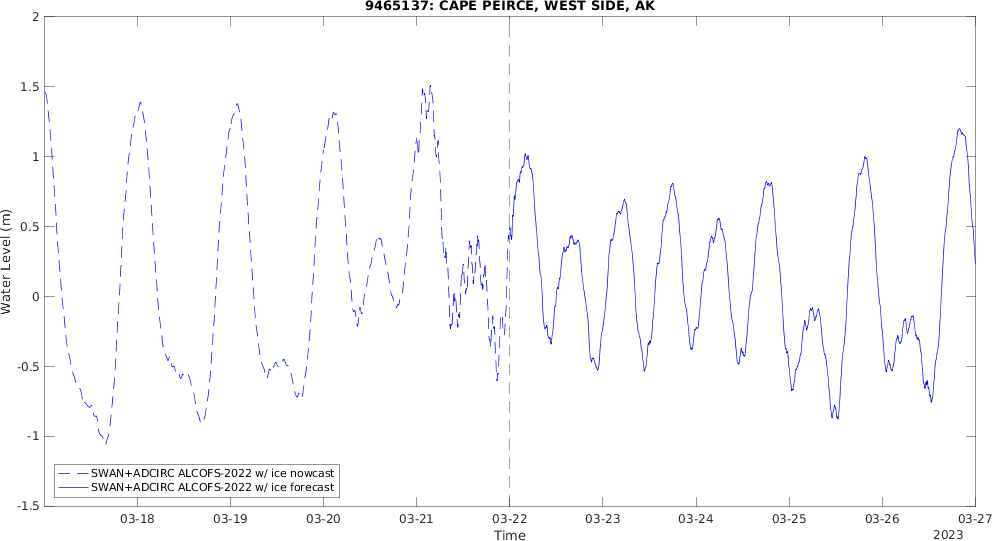 9465137: CAPE PEIRCE, WEST SIDE, AK
2
1.5
1
0.5
0
-0.5
-1
-1.5
Water Level (m)
SWAN+ADCIRC ALCOFS-2022 w/ ice nowcast
SWAN+ADCIRC ALCOFS-2022 w/ ice forecast
03-18 03-19 03-20 03-21 03-22 03-23 03-24 03-25 03-26 03-27
Time
2023